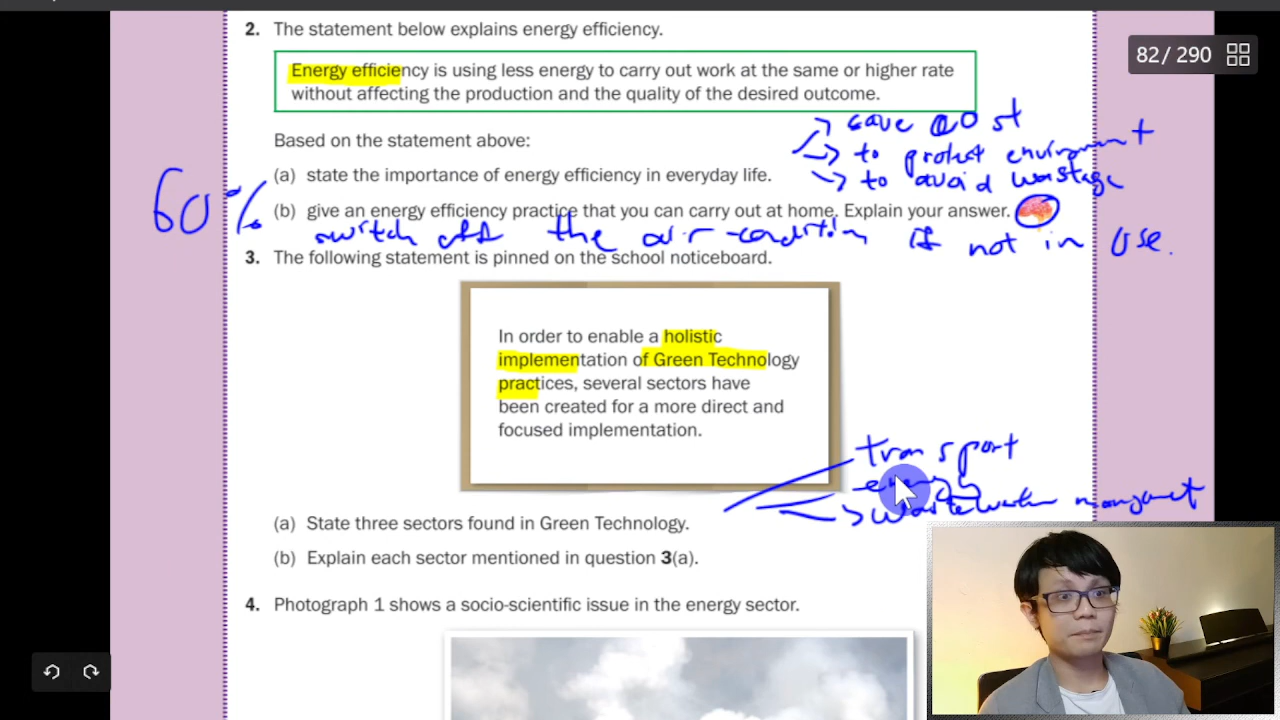 82/ 290
2. The statement below explains energy efficiency.
Energy efficiency is using less energy to carry out work at the same or higher rate
without affecting the production and the quality of the desired outcome.
save cost
Based on the statement above:
to protect environment
(a) state the importance of energy efficiency in everyday life.
to avoid wastage
60%
(b) give an energy efficiency practice that you can carry out at home. Explain your answer.
switch off the air-condition if not in use.
3. The following statement is pinned on the school noticeboard.
In order to enable a holistic
implementation of Green Technology
practices, several sectors have
been created for a more direct and
focused implementation.
transport
waste water
(a) State three sectors found in Green Technology.
(b) Explain each sector mentioned in question 3(a).
4. Photograph 1 shows a socio-scientific issue in the energy sector.